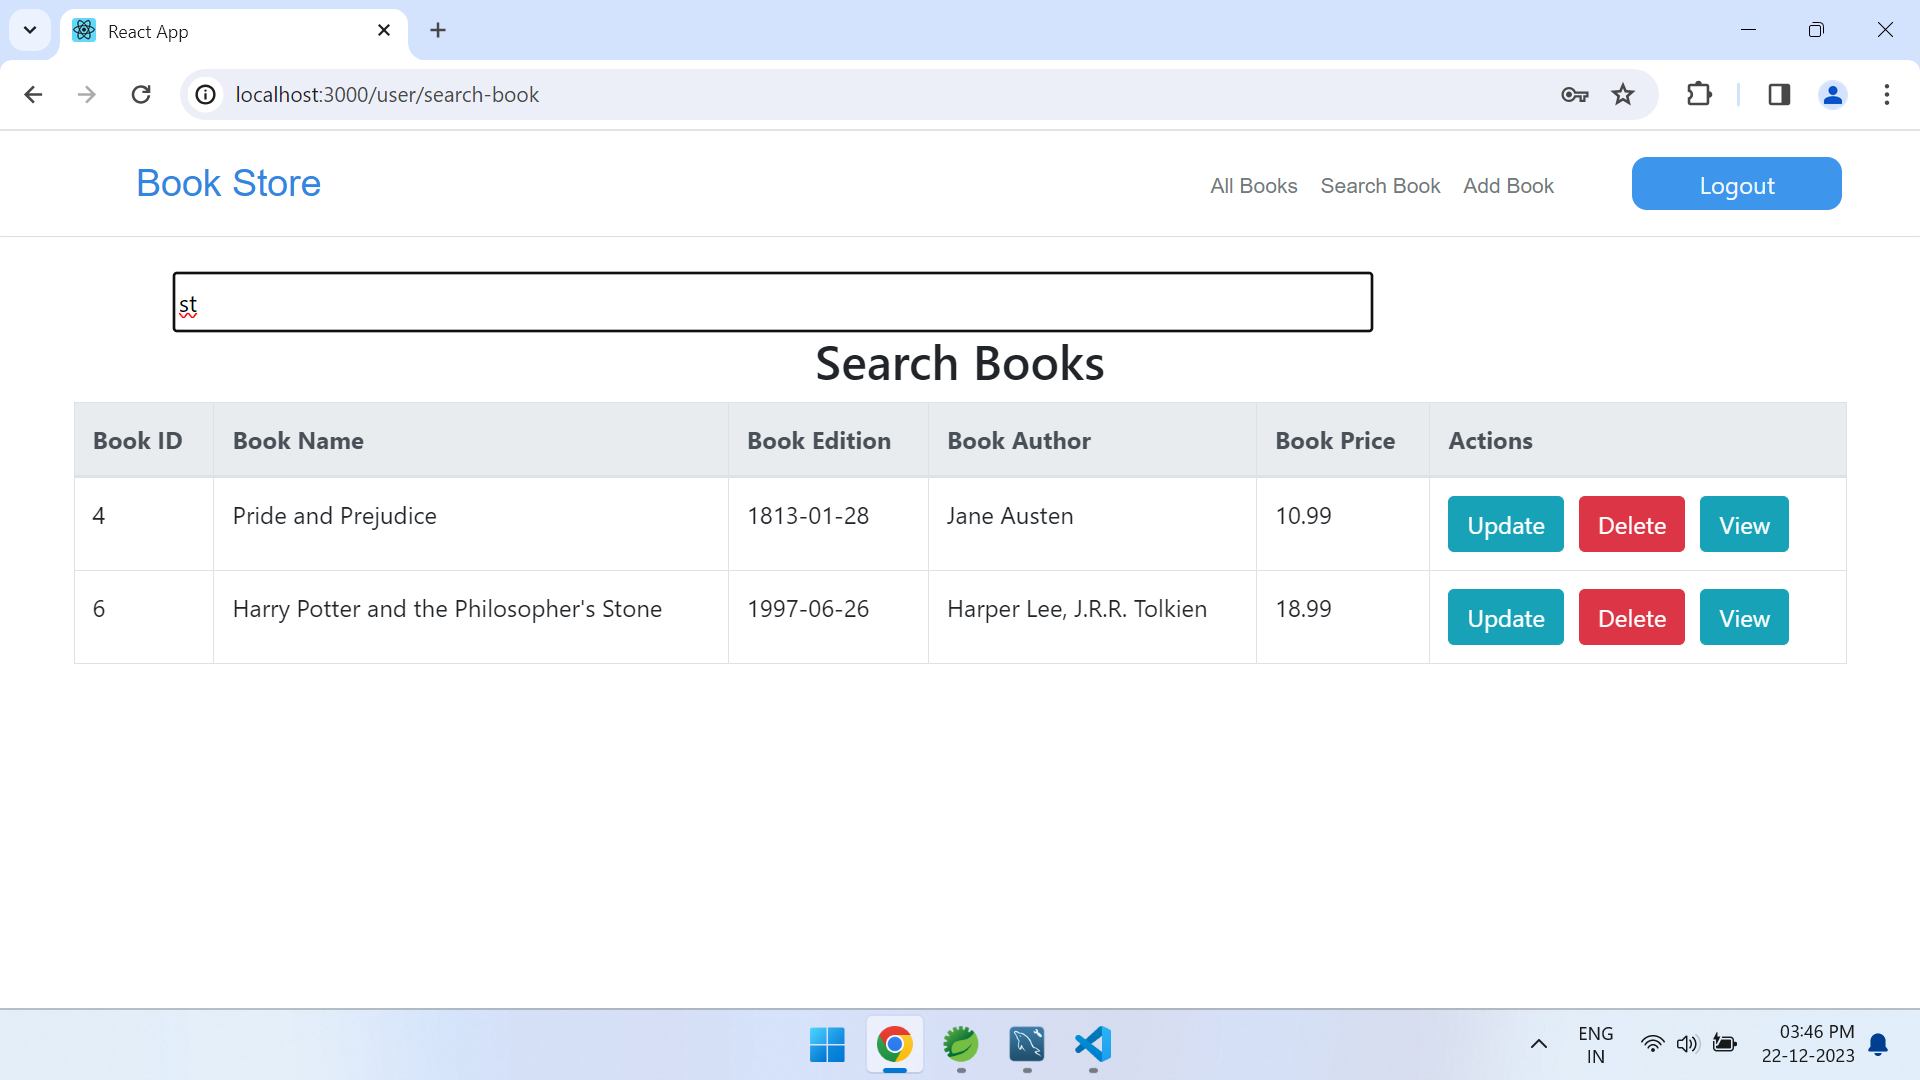 React App
localhost:3000/user/search-book
Book Store
All Books Search Book Add Book Logout
st
Search Books
Book ID Book Name Book Edition Book Author Book Price Actions
4 Pride and Prejudice 1813-01-28 Jane Austen 10.99 Update Delete View
6 Harry Potter and the Philosopher's Stone 1997-06-26 Harper Lee, J.R.R. Tolkien 18.99 Update Delete View
ENG 03:46 PM
IN 22-12-2023